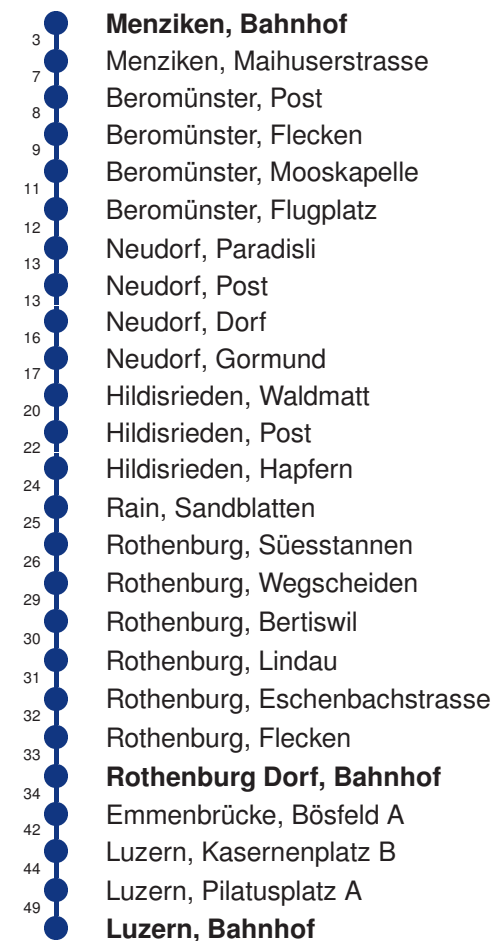 Menziken, Bahnhof
3
Menziken, Maihuserstrasse
7
Beromünster, Post
8
Beromünster, Flecken
9
Beromünster, Mooskapelle
11
Beromünster, Flugplatz
12
Neudorf, Paradisli
13
Neudorf, Post
13
Neudorf, Dorf
16
Neudorf, Gormund
17
Hildisrieden, Waldmatt
20
Hildisrieden, Post
22
Hildisrieden, Hapfern
24
Rain, Sandblatten
25
Rothenburg, Süesstannen
26
Rothenburg, Wegscheiden
29
Rothenburg, Bertiswil
30
Rothenburg, Lindau
31
Rothenburg, Eschenbachstrasse
32
Rothenburg, Flecken
33
Rothenburg Dorf, Bahnhof
34
Emmenbrücke, Bösfeld A
42
Luzern, Kasernenplatz B
44
Luzern, Pilatusplatz A
49
Luzern, Bahnhof